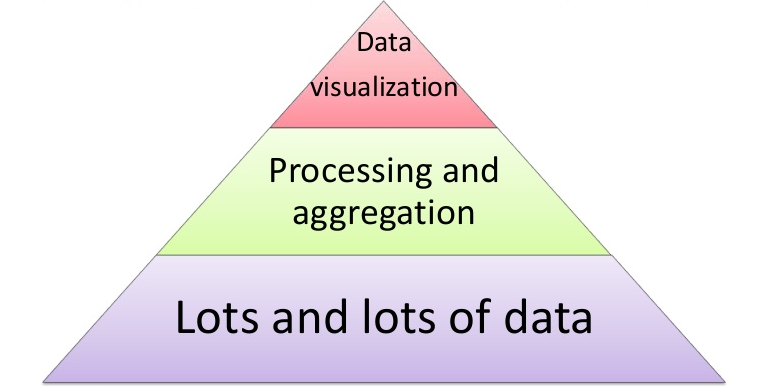 Data
visualization
Processing and
aggregation
Lots and lots of data